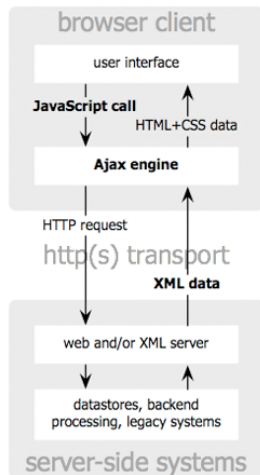 browser client
user interface
JavaScript call
HTML+CSS data
Ajax engine
HTTP request
http(s) transport
XML data
web and/or XML server
datastores, backend
processing, legacy systems
server-side systems